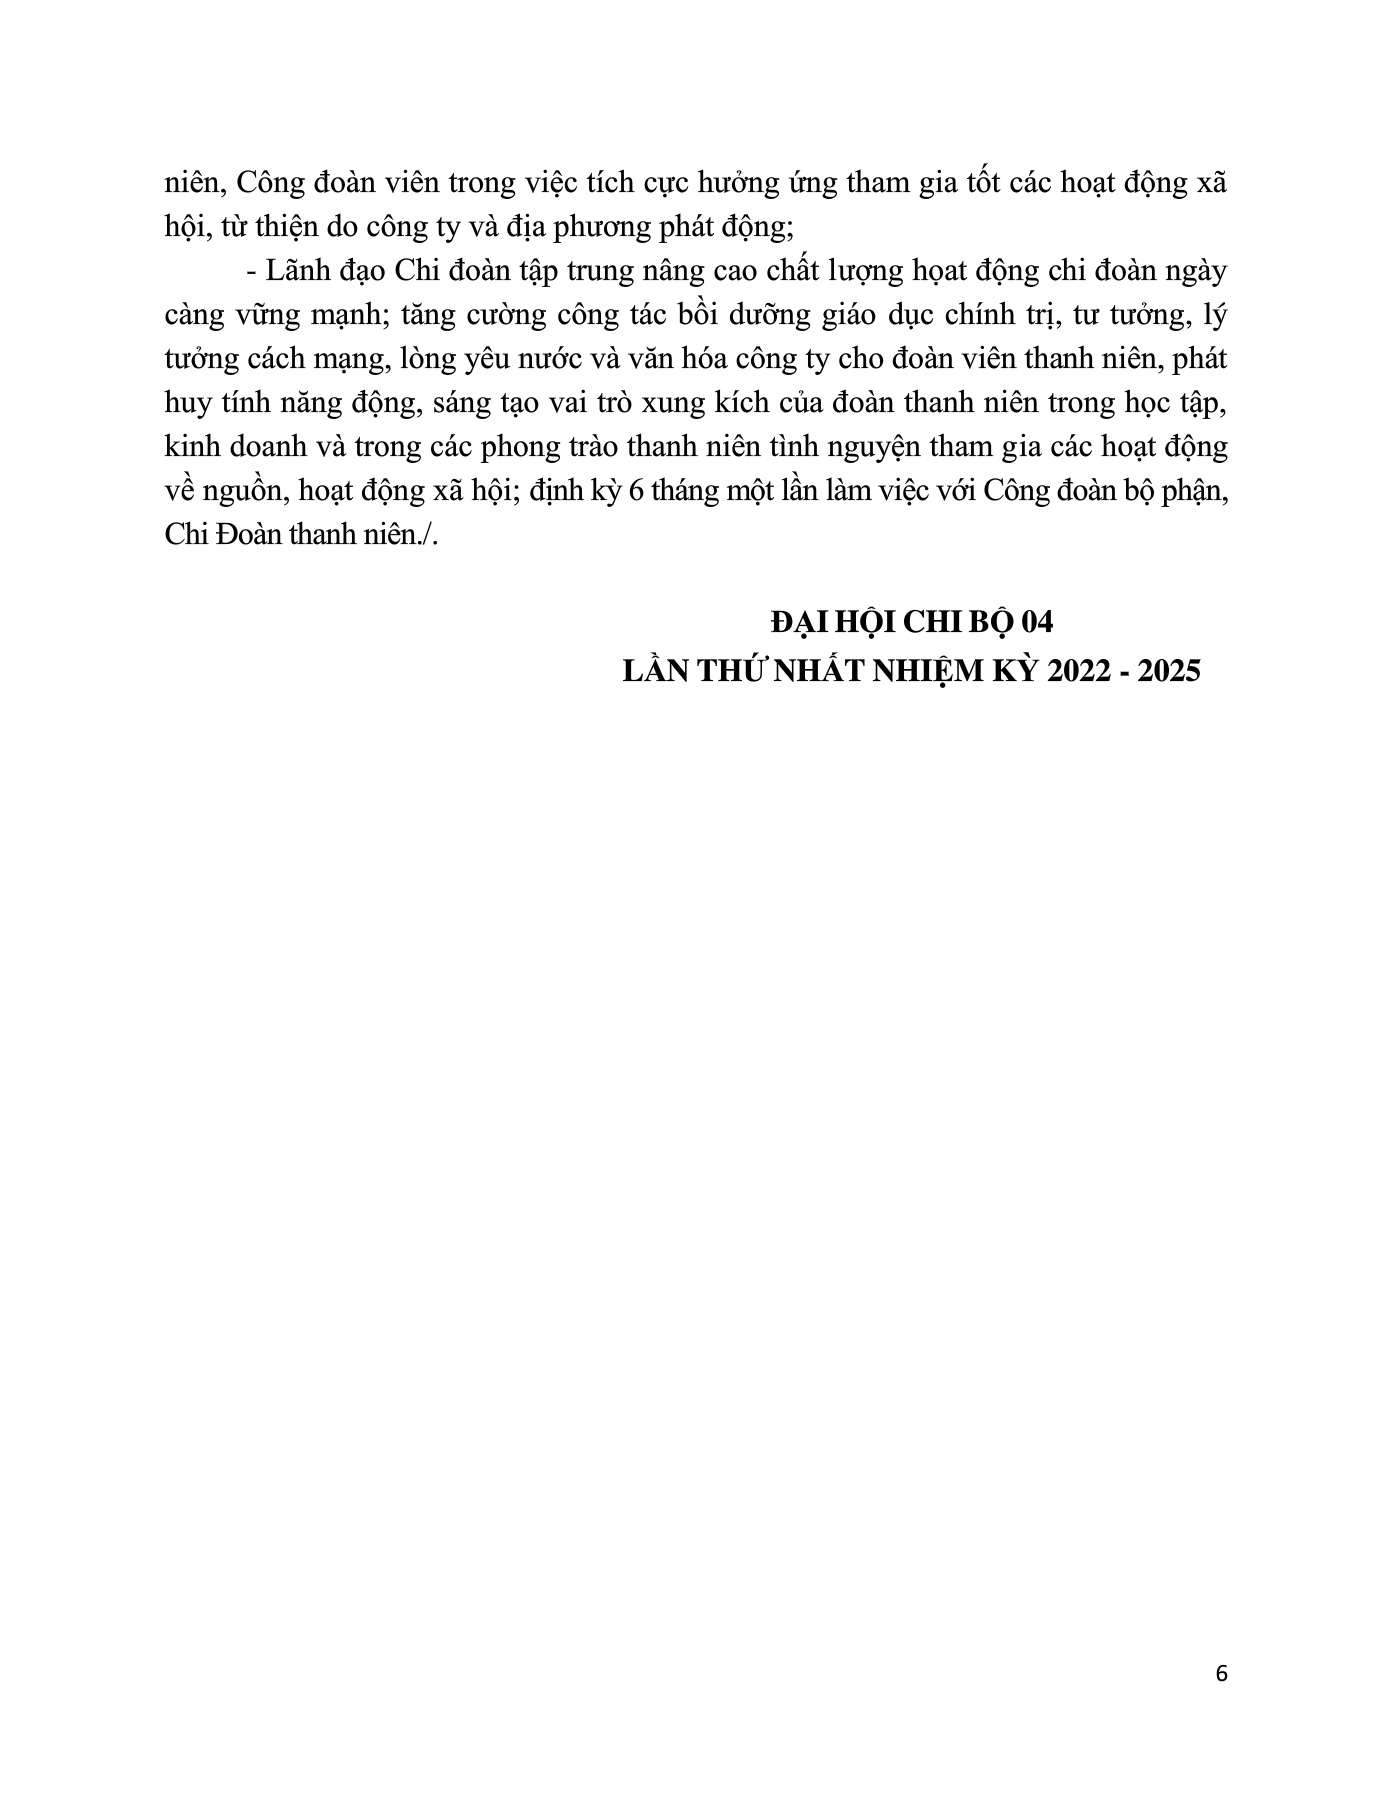 niên, Công đoàn viên trong việc tích cực hưởng ứng tham gia tốt các hoạt động xã
hội, từ thiện do công ty và địa phương phát động;
- Lãnh đạo Chi đoàn tập trung nâng cao chất lượng họat động chi đoàn ngày
càng vững mạnh; tăng cường công tác bồi dưỡng giáo dục chính trị, tư tưởng, lý
tưởng cách mạng, lòng yêu nước và văn hóa công ty cho đoàn viên thanh niên, phát
huy tính năng động, sáng tạo vai trò xung kích của đoàn thanh niên trong học tập,
kinh doanh và trong các phong trào thanh niên tình nguyện tham gia các hoạt động
về nguồn, hoạt động xã hội; định kỳ 6 tháng một lần làm việc với Công đoàn bộ phận,
Chi Đoàn thanh niên./.
ĐẠI HỘI CHI BỘ 04
LẦN THỨ NHẤT NHIỆM KỲ 2022 - 2025
6